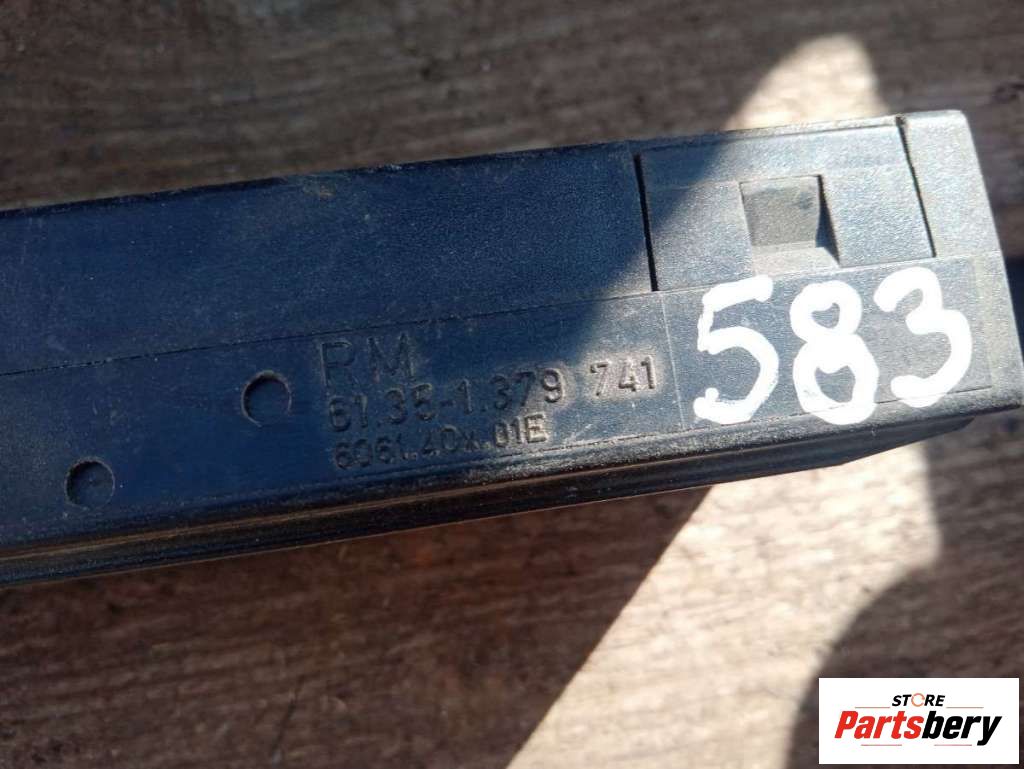 RM
61.35-1.379 741
6061.40x.01E
583
STORE
Partsbery